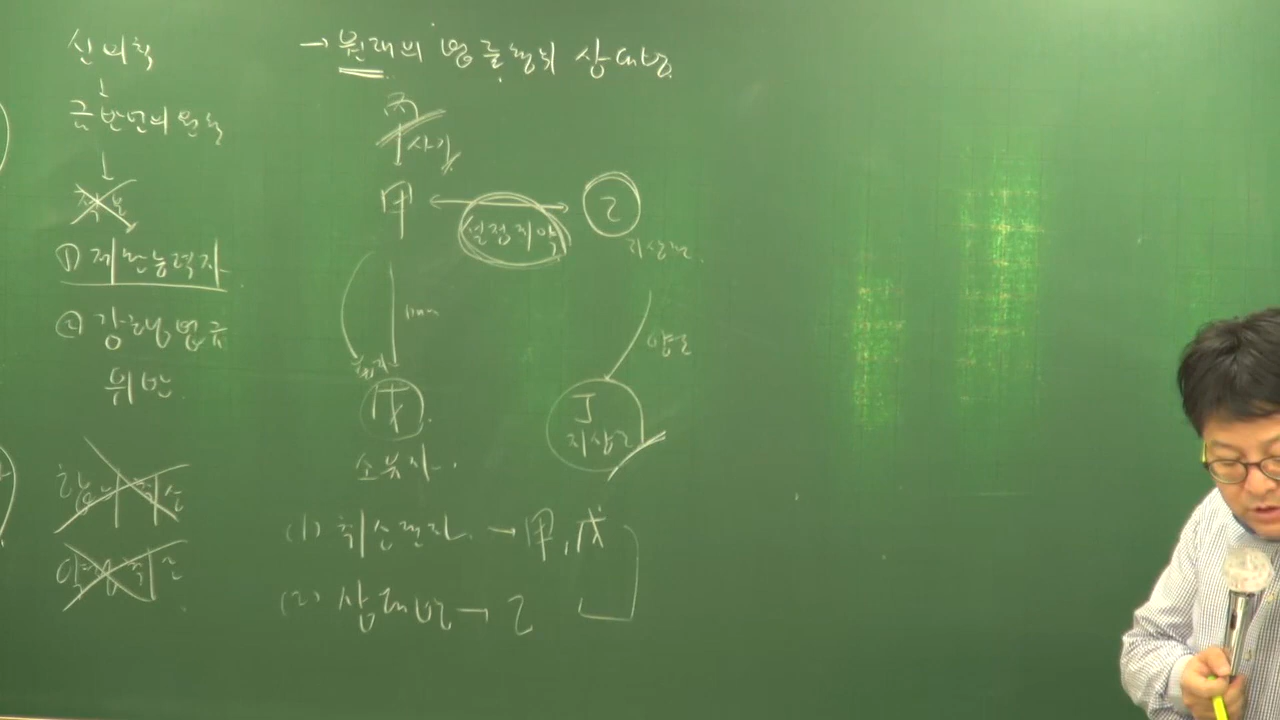 신의칙
↓
금반언의 원칙
↓
① 제한능력자
② 강행법규
위반
→ 원래의 법률행위 상대방.
丙
사기
甲 ↔ 乙
설정계약
지상권.
양도
丁
지상권
戊
소유자.
(1) 취소권자. → 甲, 戊
(2) 상대방 → 乙